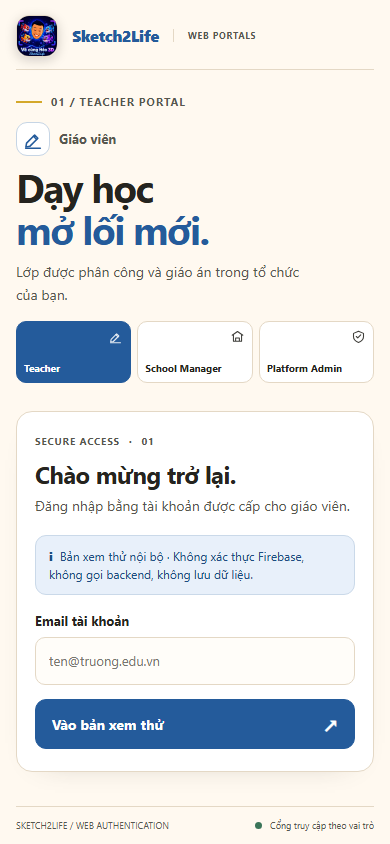 Vẽ cùng Héo 7D
Sketch2Life
WEB PORTALS
01 / TEACHER PORTAL
Giáo viên
Dạy học
mở lối mới.
Lớp được phân công và giáo án trong tổ chức
của bạn.
Teacher
School Manager
Platform Admin
SECURE ACCESS · 01
Chào mừng trở lại.
Đăng nhập bằng tài khoản được cấp cho giáo viên.
i Bản xem thử nội bộ · Không xác thực Firebase,
không gọi backend, không lưu dữ liệu.
Email tài khoản
ten@truong.edu.vn
Vào bản xem thử ↗
SKETCH2LIFE / WEB AUTHENTICATION
Cổng truy cập theo vai trò